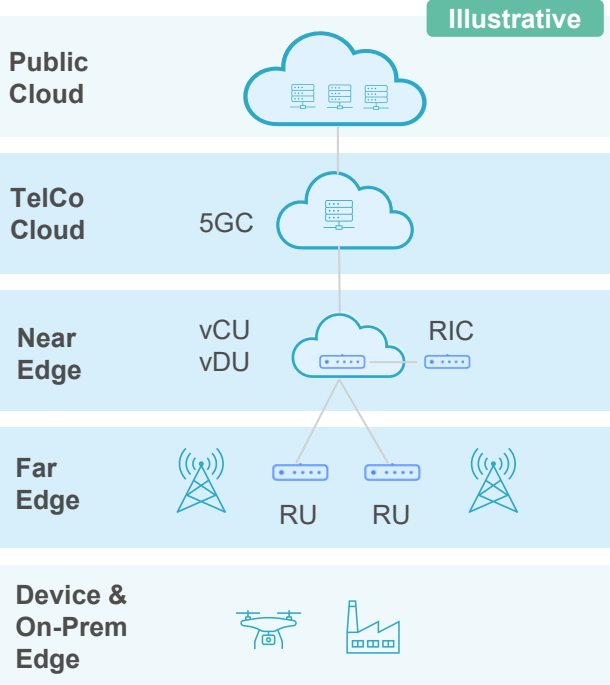 Illustrative
Public
Cloud
TelCo
Cloud
5GC
Near
Edge
vCU
vDU
RIC
Far
Edge
RU
RU
Device &
On-Prem
Edge